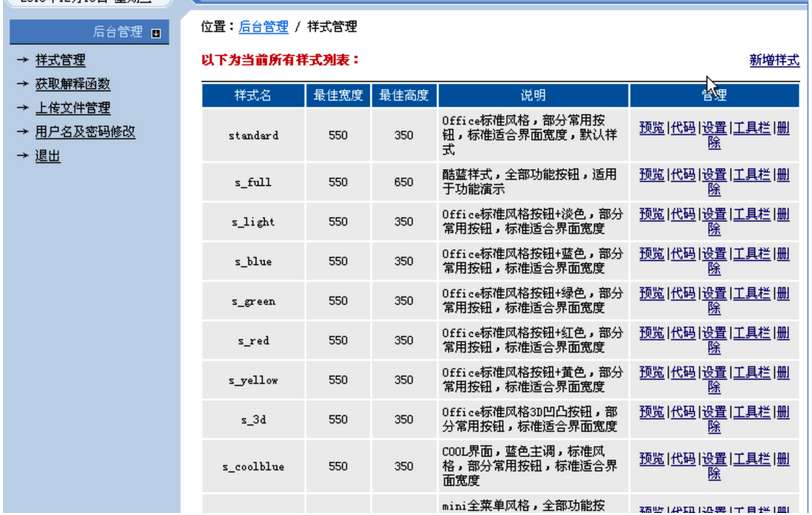 后台管理
→ 样式管理
→ 获取解释函数
→ 上传文件管理
→ 用户名及密码修改
→ 退出
位置：后台管理 / 样式管理
以下为当前所有样式列表：
新增样式
样式名 最佳宽度 最佳高度 说明 管理
standard 550 350 Office标准风格，部分常用按
钮，标准适合界面宽度，默认样
式
预览|代码|设置|工具栏|删
除
s_full 550 650 酷蓝样式，全部功能按钮，适用
于功能演示
预览|代码|设置|工具栏|删
除
s_light 550 350 Office标准风格按钮+淡色，部分
常用按钮，标准适合界面宽度
预览|代码|设置|工具栏|删
除
s_blue 550 350 Office标准风格按钮+蓝色，部分
常用按钮，标准适合界面宽度
预览|代码|设置|工具栏|删
除
s_green 550 350 Office标准风格按钮+绿色，部分
常用按钮，标准适合界面宽度
预览|代码|设置|工具栏|删
除
s_red 550 350 Office标准风格按钮+红色，部分
常用按钮，标准适合界面宽度
预览|代码|设置|工具栏|删
除
s_yellow 550 350 Office标准风格按钮+黄色，部分
常用按钮，标准适合界面宽度
预览|代码|设置|工具栏|删
除
s_3d 550 350 Office标准风格3D凹凸按钮，部
分常用按钮，标准适合界面宽度
预览|代码|设置|工具栏|删
除
s_coolblue 550 350 COOL界面，蓝色主调，标准风
格，部分常用按钮，标准适合界
面宽度
预览|代码|设置|工具栏|删
除
mini全菜单风格，全部功能按
预览|代码|设置|工具栏|删